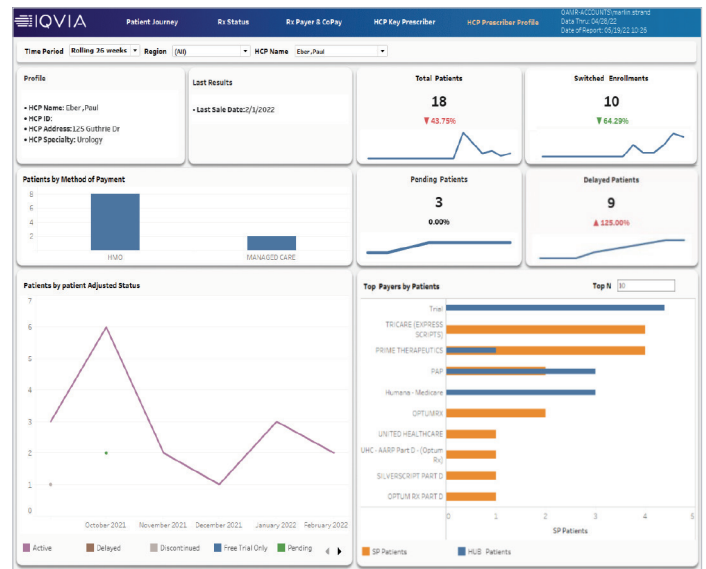 IQVIA
Patient Journey
Rx Status
Rx Payer & CoPay
HCP Key Prescriber
HCP Prescriber Profile
QAMR-ACCOUNTS\markn.strand
Data Thru: 04/28/22
Date of Report: 05/19/22 10:26
Time Period Rolling 26 weeks Region (All) HCP Name Eber ,Paul
Profile
• HCP Name: Eber ,Paul
• HCP ID:
• HCP Address: 125 Guthrie Dr
• HCP Specialty: Urology
Last Results
• Last Sale Date:2/1/2022
Total Patients
18
▼ 43.75%
Switched Enrollments
10
▼ 64.29%
Patients by Method of Payment
8
6
4
2
HMO
MANAGED CARE
Pending Patients
3
0.00%
Delayed Patients
9
▲ 125.00%
Patients by patient Adjusted Status
7
6
5
4
3
2
1
0
October 2021 November 2021 December 2021 January 2022 February 2022
Active Delayed Discontinued Free Trial Only Pending
Top Payers by Patients
Top N 10
Trial
TRICARE (EXPRESS
SCRIPTS)
PRIME THERAPEUTICS
PAP
Humana - Medicare
OPTUMRX
UNITED HEALTHCARE
UHC - AARP Part D - (Optum
Rx)
SILVERSCRIPT PART D
OPTUM RX PART D
0 1 2 3 4 5
SP Patients
SP Patients HUB Patients